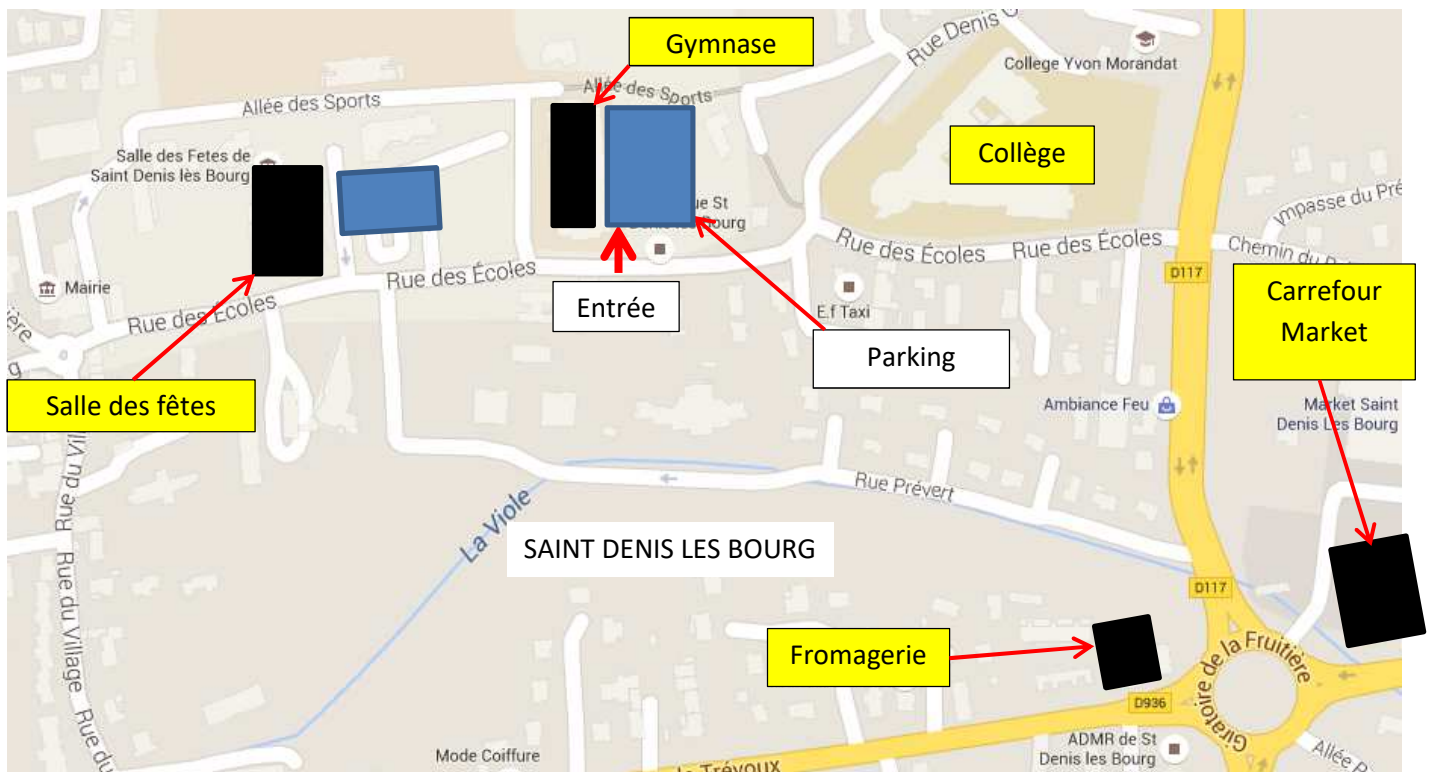 Gymnase
Rue Denis
College Yvon Morandat
Allée des Sports
Allée des Sports
Salle des Fetes de
Saint Denis lès Bourg
Collège
Impasse du Pré
ue St
Bourg
Rue des Écoles
Rue des Écoles
Chemin du
D117
Mairie
Rue des Écoles
Rue des Écoles
Entrée
E.f Taxi
Carrefour
Market
Parking
Salle des fêtes
Ambiance Feu
Market Saint
Denis Les Bourg
Rue du Village
Rue du
Rue Prévert
La Viole
SAINT DENIS LES BOURG
D117
Fromagerie
Giratoire de la Fruitière
D936
Mode Coiffure
ADMR de St
Denis les Bourg
Trévoux
Allée